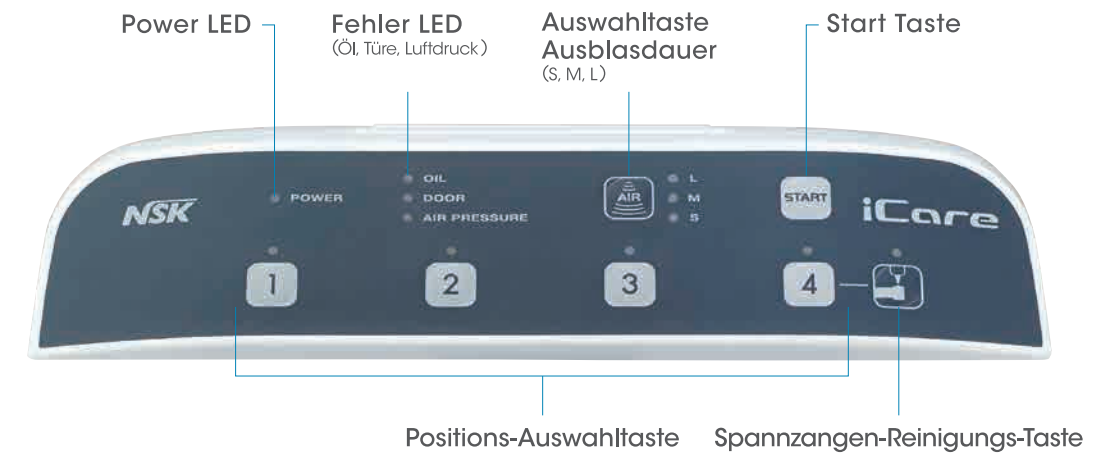 Power LED
Fehler LED
(Öl, Türe, Luftdruck)
Auswahltaste
Ausblasdauer
(S, M, L)
Start Taste
NSK
POWER
OIL
DOOR
AIR PRESSURE
AIR
L
M
S
START
iCare
1
2
3
4
Positions-Auswahltaste
Spannzangen-Reinigungs-Taste